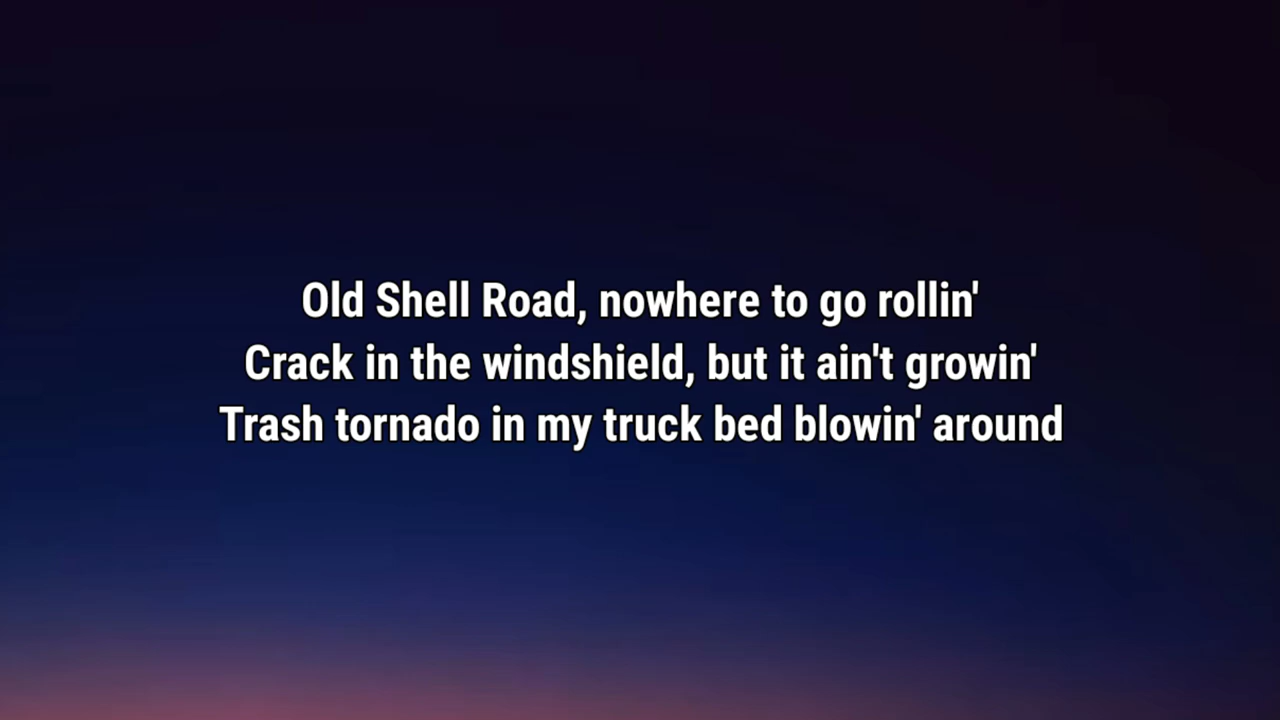 Old Shell Road, nowhere to go rollin'
Crack in the windshield, but it ain't growin'
Trash tornado in my truck bed blowin' around